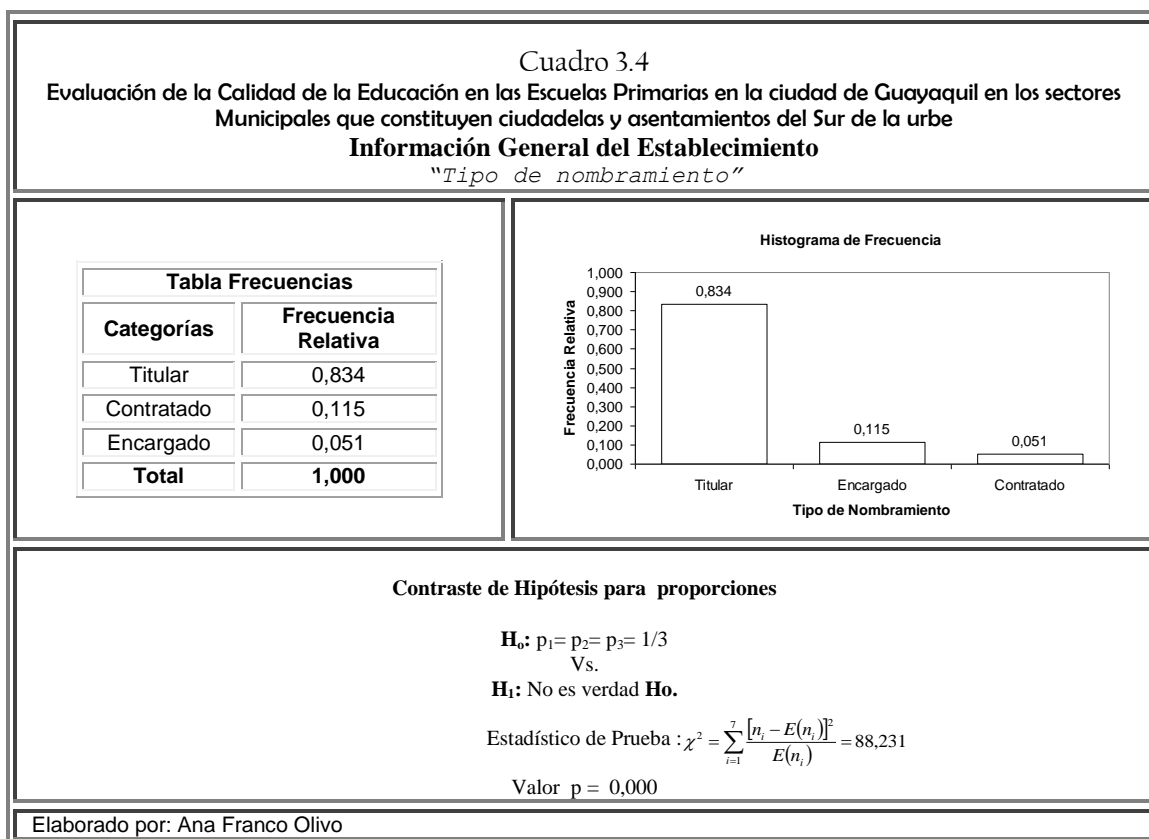 Cuadro 3.4
Evaluación de la Calidad de la Educación en las Escuelas Primarias en la ciudad de Guayaquil en los sectores
Municipales que constituyen ciudadelas y asentamientos del Sur de la urbe
Información General del Establecimiento
"Tipo de nombramiento"
Tabla Frecuencias
Categorías Frecuencia Relativa
Titular 0,834
Contratado 0,115
Encargado 0,051
Total 1,000
Histograma de Frecuencia
Frecuencia Relativa
1,000
0,900
0,800
0,700
0,600
0,500
0,400
0,300
0,200
0,100
0,000
0,834
0,115
0,051
Titular Encargado Contratado
Tipo de Nombramiento
Contraste de Hipótesis para proporciones
Ho: p1= p2= p3= 1/3
Vs.
H1: No es verdad Ho.
Estadístico de Prueba : χ² = ∑_{i=1}^{7} [n_i − E(n_i)]² / E(n_i) = 88,231
Valor p = 0,000
Elaborado por: Ana Franco Olivo